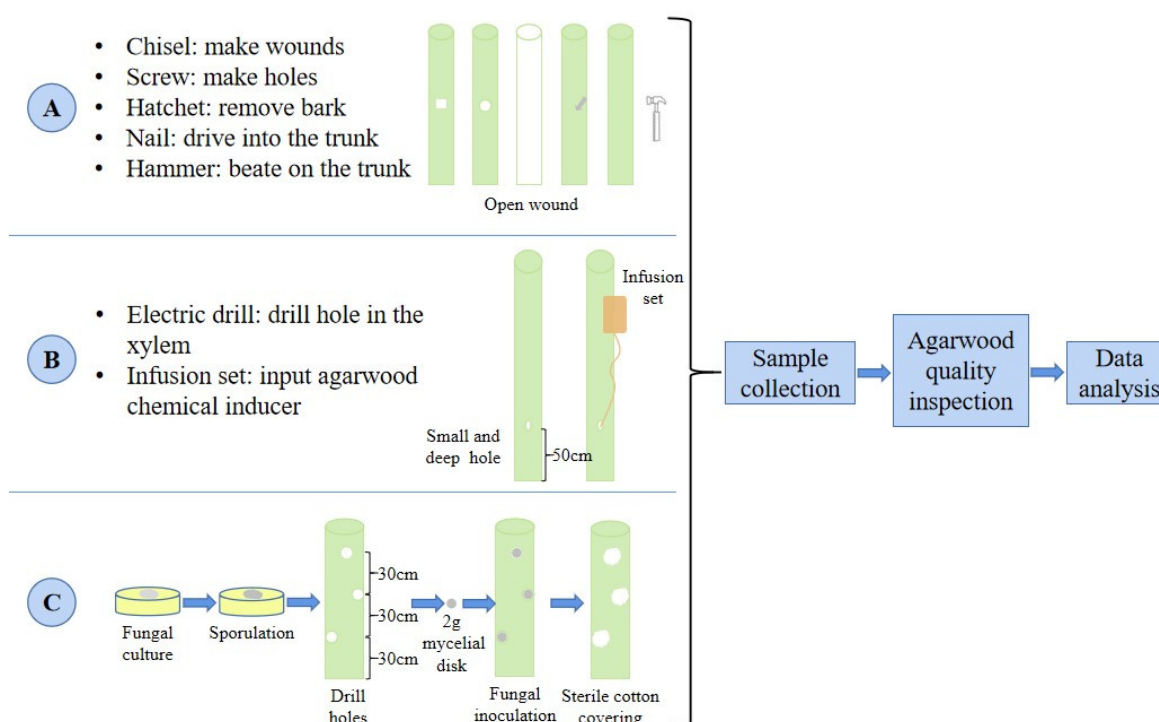 A
• Chisel: make wounds
• Screw: make holes
• Hatchet: remove bark
• Nail: drive into the trunk
• Hammer: beate on the trunk
Open wound
B
• Electric drill: drill hole in the
xylem
• Infusion set: input agarwood
chemical inducer
Infusion
set
Small and
deep hole
50cm
C
Fungal
culture
Sporulation
30cm
30cm
30cm
Drill
holes
2g
mycelial
disk
Fungal
inoculation
Sterile cotton
covering
Sample
collection
Agarwood
quality
inspection
Data
analysis